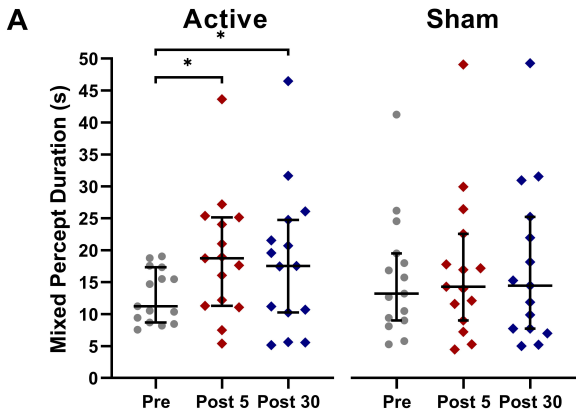 A
Active
Sham
*
*
Mixed Percept Duration (s)
50
45
40
35
30
25
20
15
10
5
0
Pre
Post 5
Post 30
Pre
Post 5
Post 30